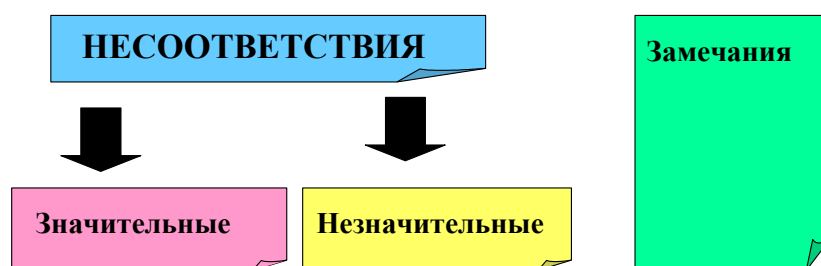 НЕСООТВЕТСТВИЯ
Замечания
Значительные
Незначительные